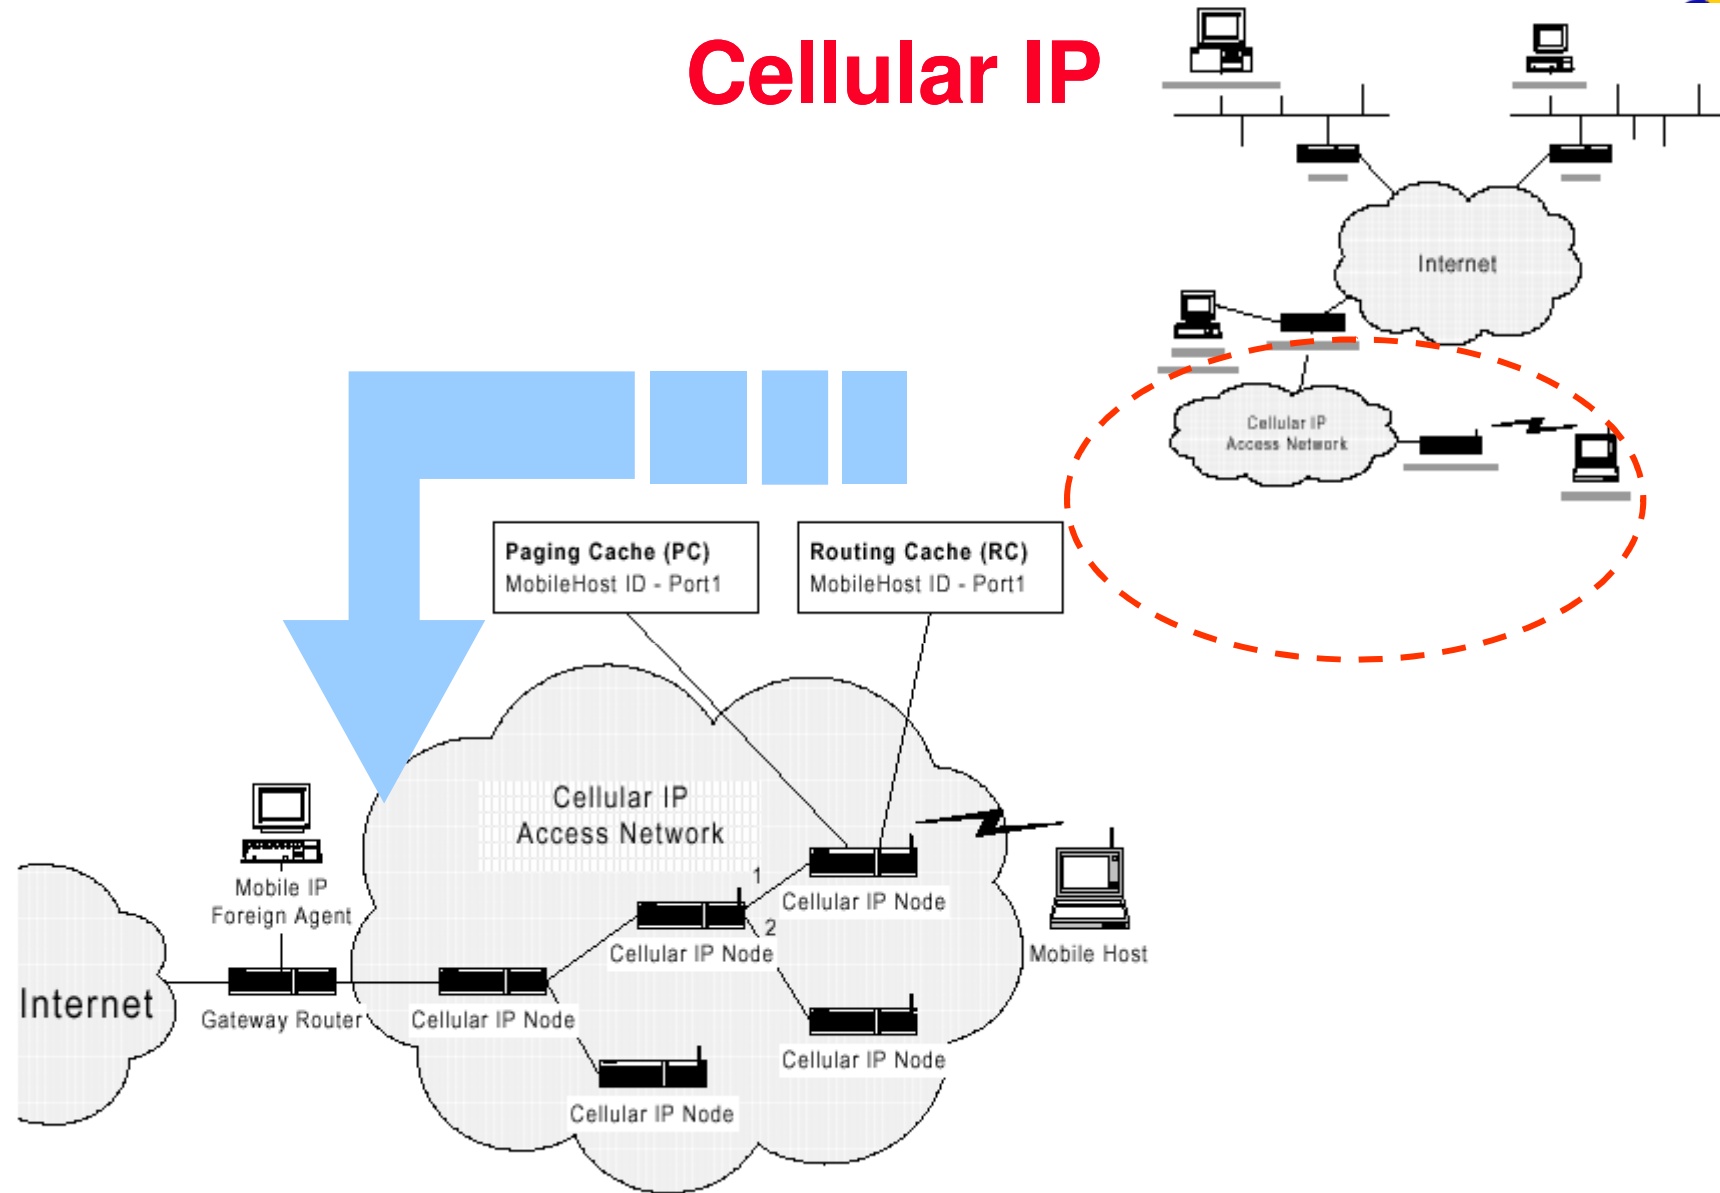 Cellular IP
Internet
Cellular IP
Access Network
Paging Cache (PC)
MobileHost ID - Port1
Routing Cache (RC)
MobileHost ID - Port1
Cellular IP
Access Network
Mobile IP
Foreign Agent
1
2
Cellular IP Node
Cellular IP Node
Mobile Host
Internet
Gateway Router
Cellular IP Node
Cellular IP Node
Cellular IP Node